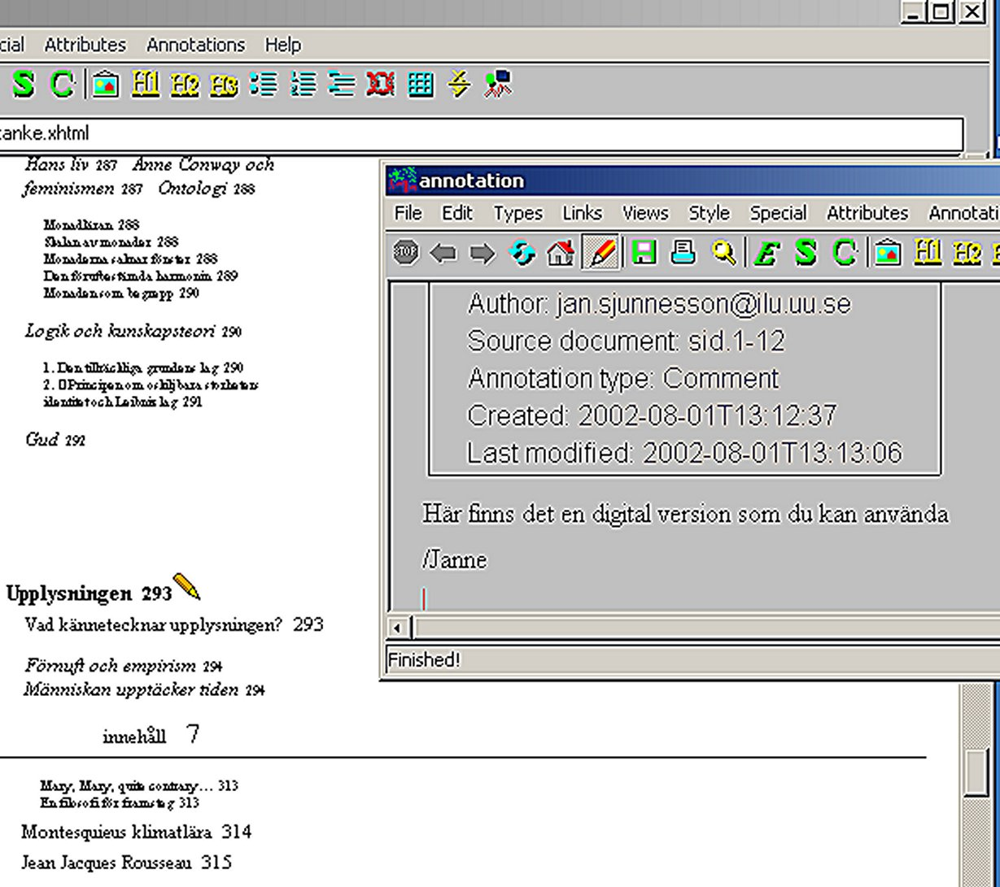 cial Attributes Annotations Help
S C H1 H2 H3
tanke.xhtml
Hans liv 287 Anne Conway och
feminismen 287 Ontologi 288
Monadläran 288
Skalan av monader 288
Monaderna saknar fönster 288
Den förutbestämda harmonin 289
Monaden som begrepp 290
Logik och kunskapsteori 290
1. Den tillräckliga grundens lag 290
2. Principen om oskiljbara storheters
identitet och Leibniz lag 291
Gud 292
Upplysningen 293
Vad kännetecknar upplysningen? 293
Förnuft och empirism 294
Människan upptäcker tiden 294
innehåll 7
Mary, Mary, quite contrary... 313
En filosofi för framsteg 313
Montesquieus klimatlära 314
Jean Jacques Rousseau 315
annotation
File Edit Types Links Views Style Special Attributes Annotati
STOP E S C H1 H2
Author: jan.sjunnesson@ilu.uu.se
Source document: sid.1-12
Annotation type: Comment
Created: 2002-08-01T13:12:37
Last modified: 2002-08-01T13:13:06
Här finns det en digital version som du kan använda
/Janne
Finished!